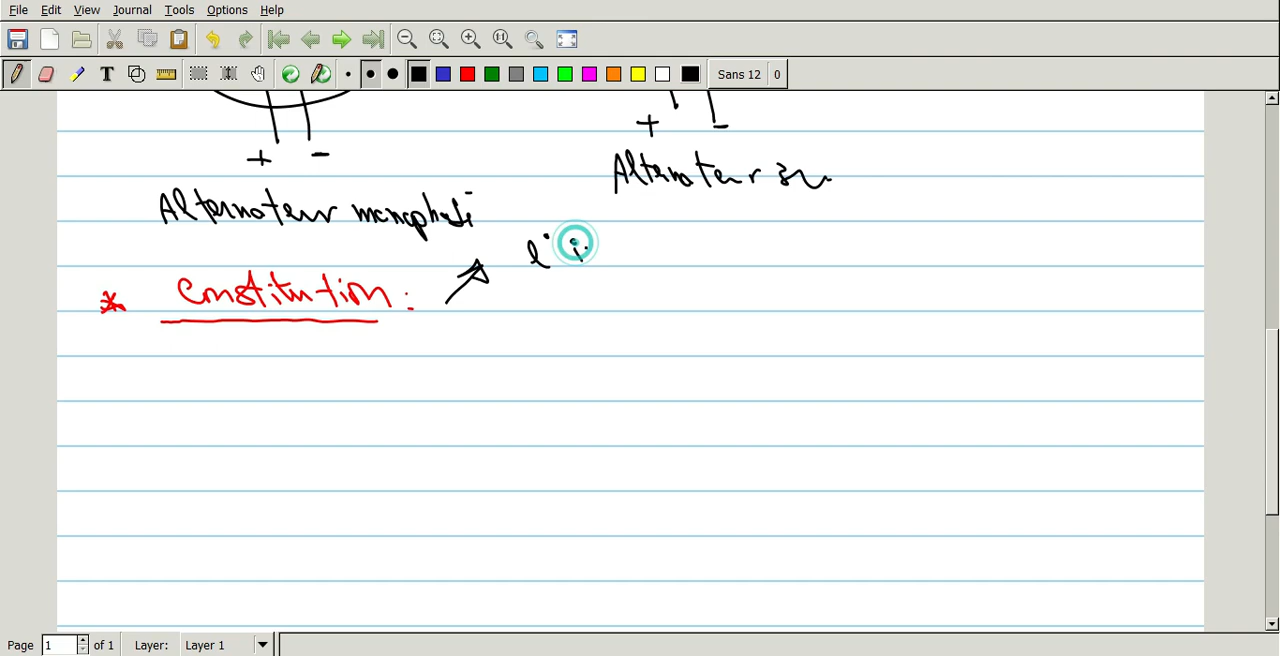 File Edit View Journal Tools Options Help
Sans 12 0
+ -
+ -
Alternateur
Alternateur monophasé
* Constitution :
l'i
Page 1 of 1 Layer: Layer 1